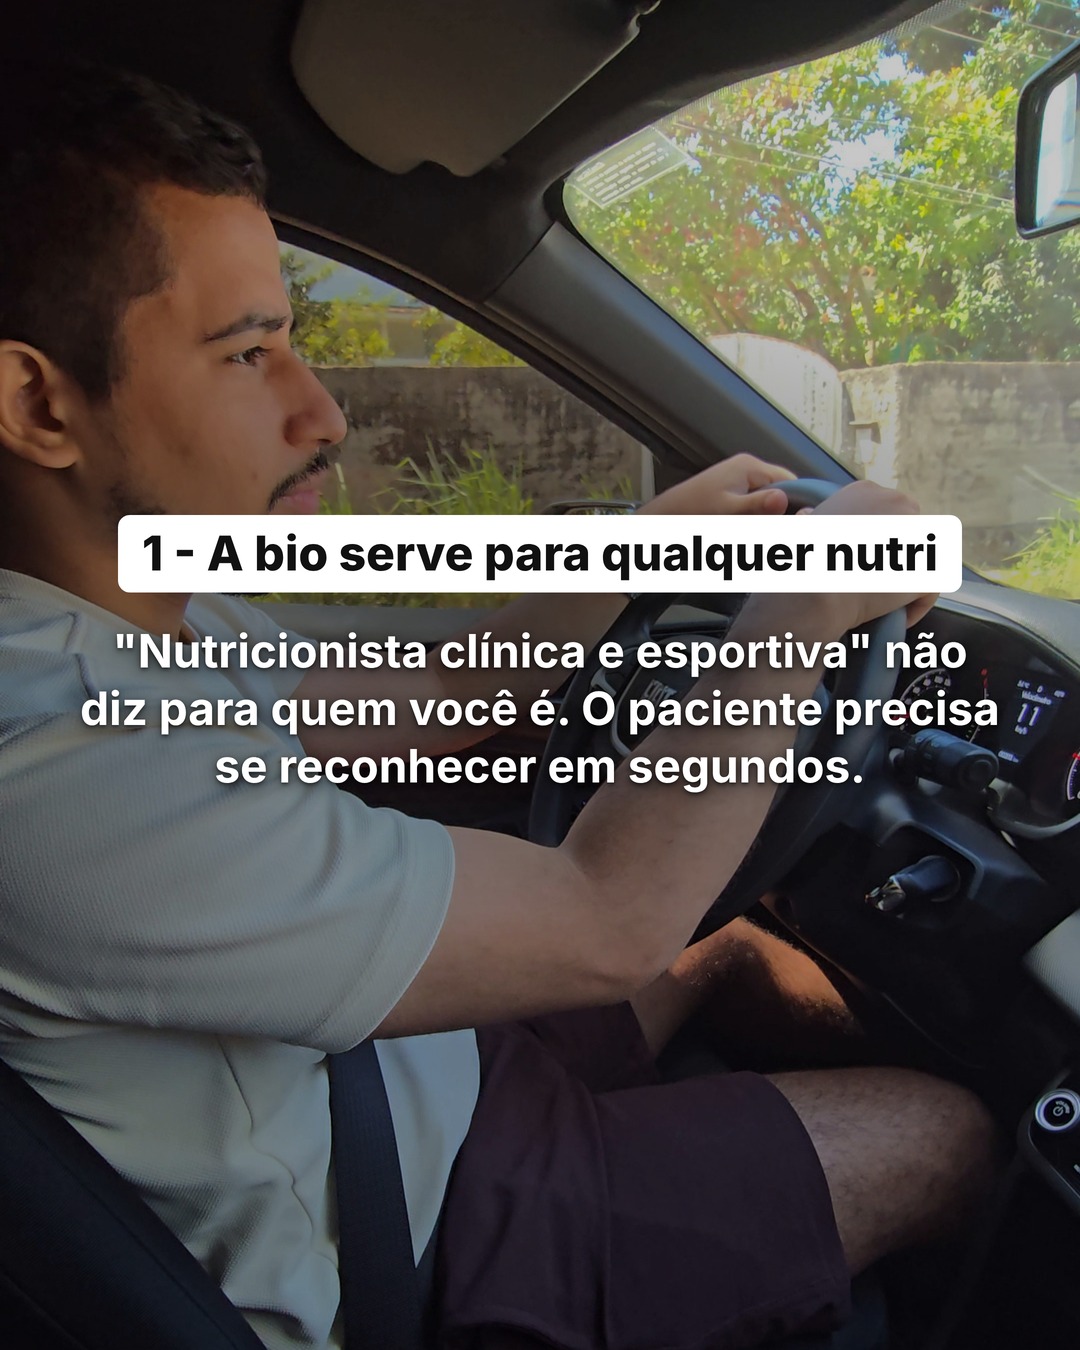 1 - A bio serve para qualquer nutri
"Nutricionista clínica e esportiva" não
diz para quem você é. O paciente precisa
se reconhecer em segundos.
11